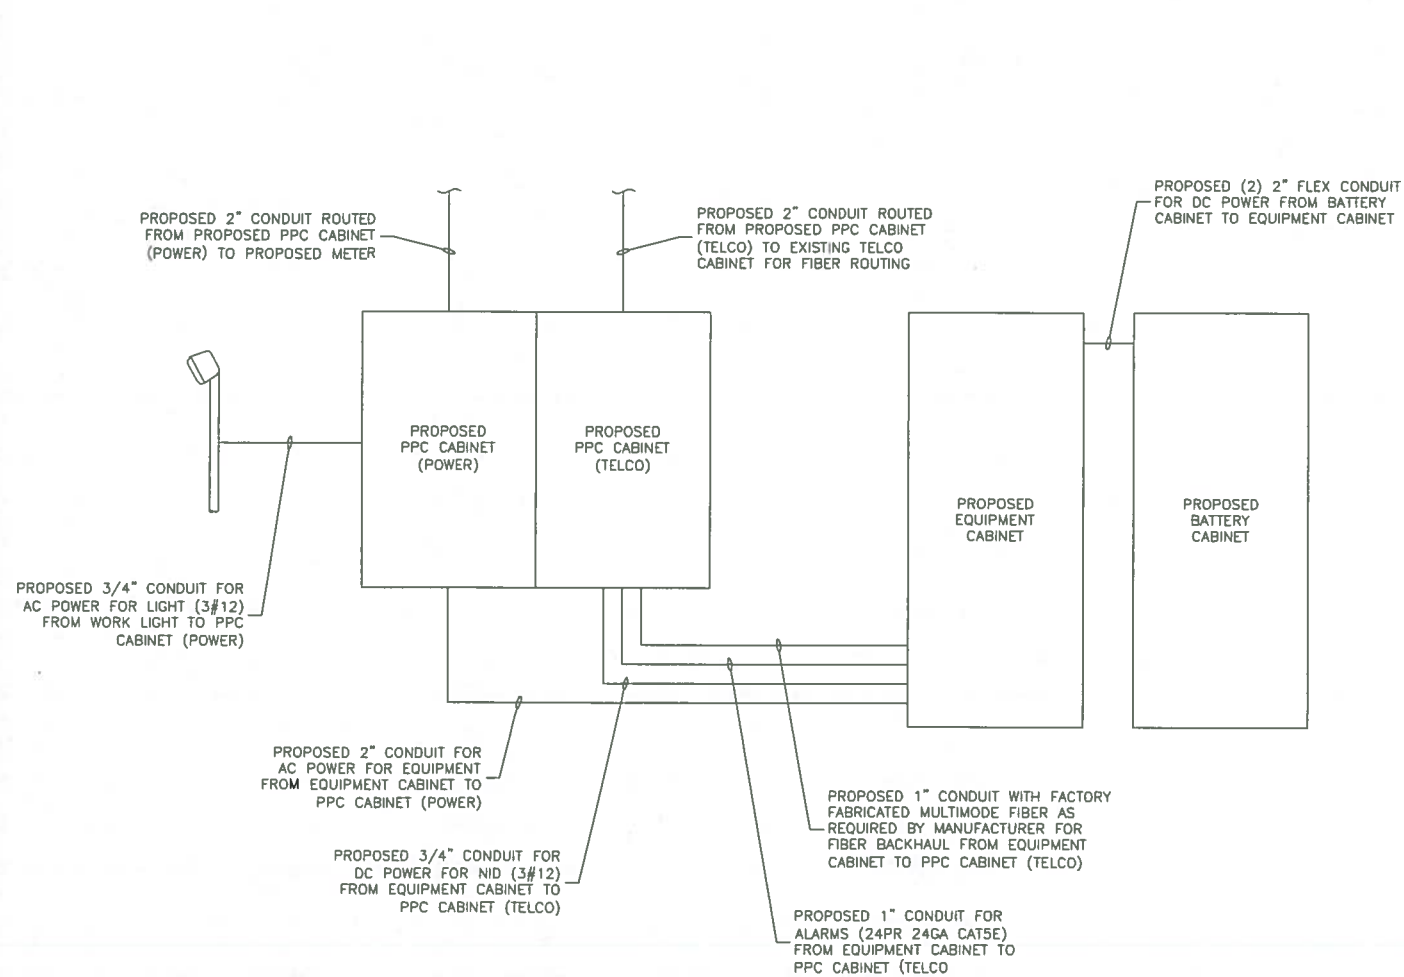 PROPOSED 2" CONDUIT ROUTED
FROM PROPOSED PPC CABINET
(POWER) TO PROPOSED METER
PROPOSED 2" CONDUIT ROUTED
FROM PROPOSED PPC CABINET
(TELCO) TO EXISTING TELCO
CABINET FOR FIBER ROUTING
PROPOSED (2) 2" FLEX CONDUIT
FOR DC POWER FROM BATTERY
CABINET TO EQUIPMENT CABINET
PROPOSED
PPC CABINET
(POWER)
PROPOSED
PPC CABINET
(TELCO)
PROPOSED
EQUIPMENT
CABINET
PROPOSED
BATTERY
CABINET
PROPOSED 3/4" CONDUIT FOR
AC POWER FOR LIGHT (3#12)
FROM WORK LIGHT TO PPC
CABINET (POWER)
PROPOSED 2" CONDUIT FOR
AC POWER FOR EQUIPMENT
FROM EQUIPMENT CABINET TO
PPC CABINET (POWER)
PROPOSED 3/4" CONDUIT FOR
DC POWER FOR NID (3#12)
FROM EQUIPMENT CABINET TO
PPC CABINET (TELCO)
PROPOSED 1" CONDUIT WITH FACTORY
FABRICATED MULTIMODE FIBER AS
REQUIRED BY MANUFACTURER FOR
FIBER BACKHAUL FROM EQUIPMENT
CABINET TO PPC CABINET (TELCO)
PROPOSED 1" CONDUIT FOR
ALARMS (24PR 24GA CAT5E)
FROM EQUIPMENT CABINET TO
PPC CABINET (TELCO